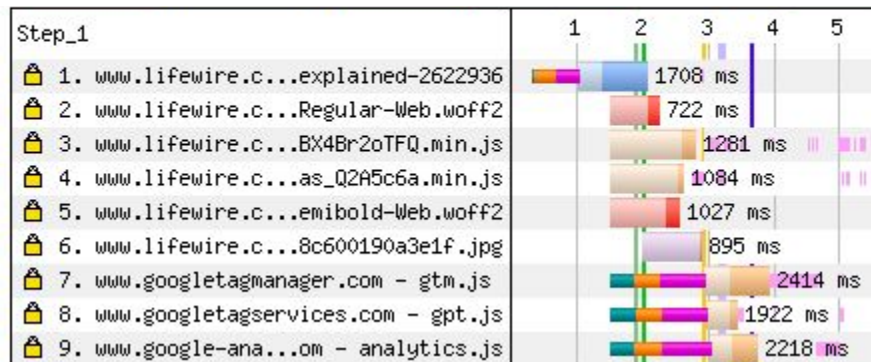 Step_1 1 2 3 4 5
1. www.lifewire.c...explained-2622936 1708 ms
2. www.lifewire.c...Regular-Web.woff2 722 ms
3. www.lifewire.c...BX4Br2oTFQ.min.js 1281 ms
4. www.lifewire.c...as_Q2A5c6a.min.js 1084 ms
5. www.lifewire.c...emibold-Web.woff2 1027 ms
6. www.lifewire.c...8c600190a3e1f.jpg 895 ms
7. www.googletagmanager.com - gtm.js 2414 ms
8. www.googletagservices.com - gpt.js 1922 ms
9. www.google-ana...om - analytics.js 2218 ms